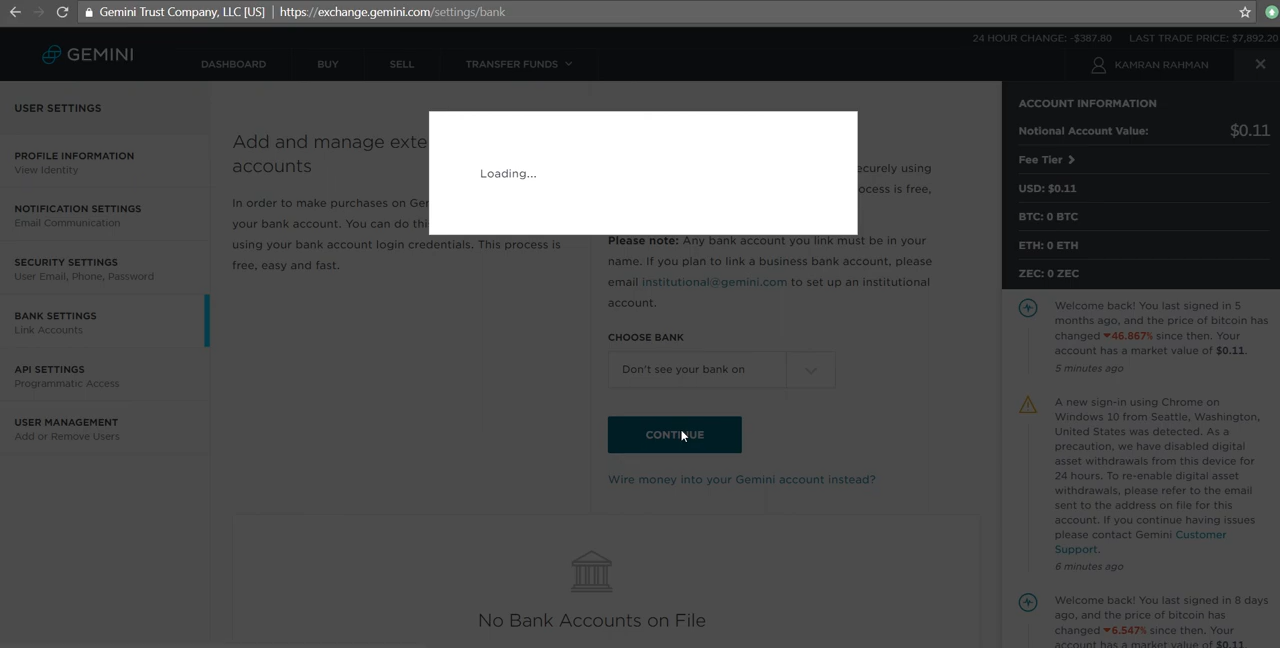 Gemini Trust Company, LLC [US] | https://exchange.gemini.com/settings/bank
24 HOUR CHANGE: -$387.80 LAST TRADE PRICE: $7,892.20
GEMINI
DASHBOARD
BUY
SELL
TRANSFER FUNDS
KAMRAN RAHMAN
USER SETTINGS
PROFILE INFORMATION
View Identity
NOTIFICATION SETTINGS
Email Communication
SECURITY SETTINGS
User Email, Phone, Password
BANK SETTINGS
Link Accounts
API SETTINGS
Programmatic Access
USER MANAGEMENT
Add or Remove Users
Add and manage exte
accounts
In order to make purchases on Ger
your bank account. You can do thi
using your bank account login credentials. This process is
free, easy and fast.
Loading...
ecurely using
ocess is free,
Please note: Any bank account you link must be in your
name. If you plan to link a business bank account, please
email institutional@gemini.com to set up an institutional
account.
CHOOSE BANK
Don't see your bank on
CONTINUE
Wire money into your Gemini account instead?
No Bank Accounts on File
ACCOUNT INFORMATION
Notional Account Value: $0.11
Fee Tier
USD: $0.11
BTC: 0 BTC
ETH: 0 ETH
ZEC: 0 ZEC
Welcome back! You last signed in 5
months ago, and the price of bitcoin has
changed ▾46.867% since then. Your
account has a market value of $0.11.
5 minutes ago
A new sign-in using Chrome on
Windows 10 from Seattle, Washington,
United States was detected. As a
precaution, we have disabled digital
asset withdrawals from this device for
24 hours. To re-enable digital asset
withdrawals, please refer to the email
sent to the address on file for this
account. If you continue having issues
please contact Gemini Customer
Support.
6 minutes ago
Welcome back! You last signed in 8 days
ago, and the price of bitcoin has
changed ▾6.547% since then. Your
account has a market value of $0.11.